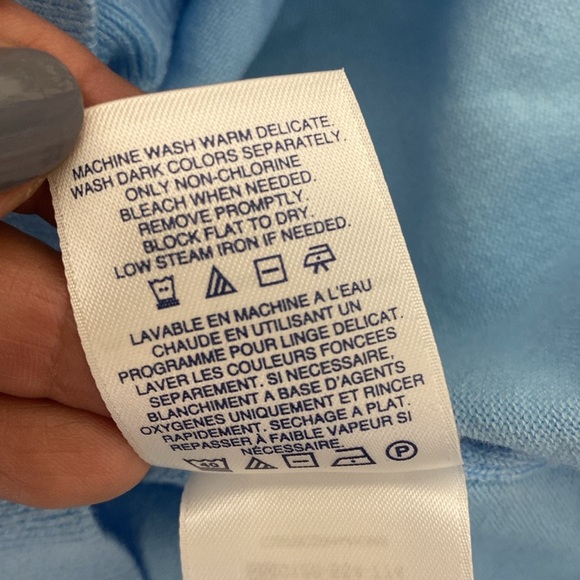 MACHINE WASH WARM DELICATE.
WASH DARK COLORS SEPARATELY.
ONLY NON-CHLORINE
BLEACH WHEN NEEDED.
REMOVE PROMPTLY.
BLOCK FLAT TO DRY.
LOW STEAM IRON IF NEEDED.
LAVABLE EN MACHINE A L'EAU
CHAUDE EN UTILISANT UN
PROGRAMME POUR LINGE DELICAT.
LAVER LES COULEURS FONCEES
SEPAREMENT. SI NECESSAIRE,
BLANCHIMENT A BASE D'AGENTS
OXYGENES UNIQUEMENT ET RINCER
RAPIDEMENT. SECHAGE A PLAT.
REPASSER À FAIBLE VAPEUR SI
NÉCESSAIRE.
40 P